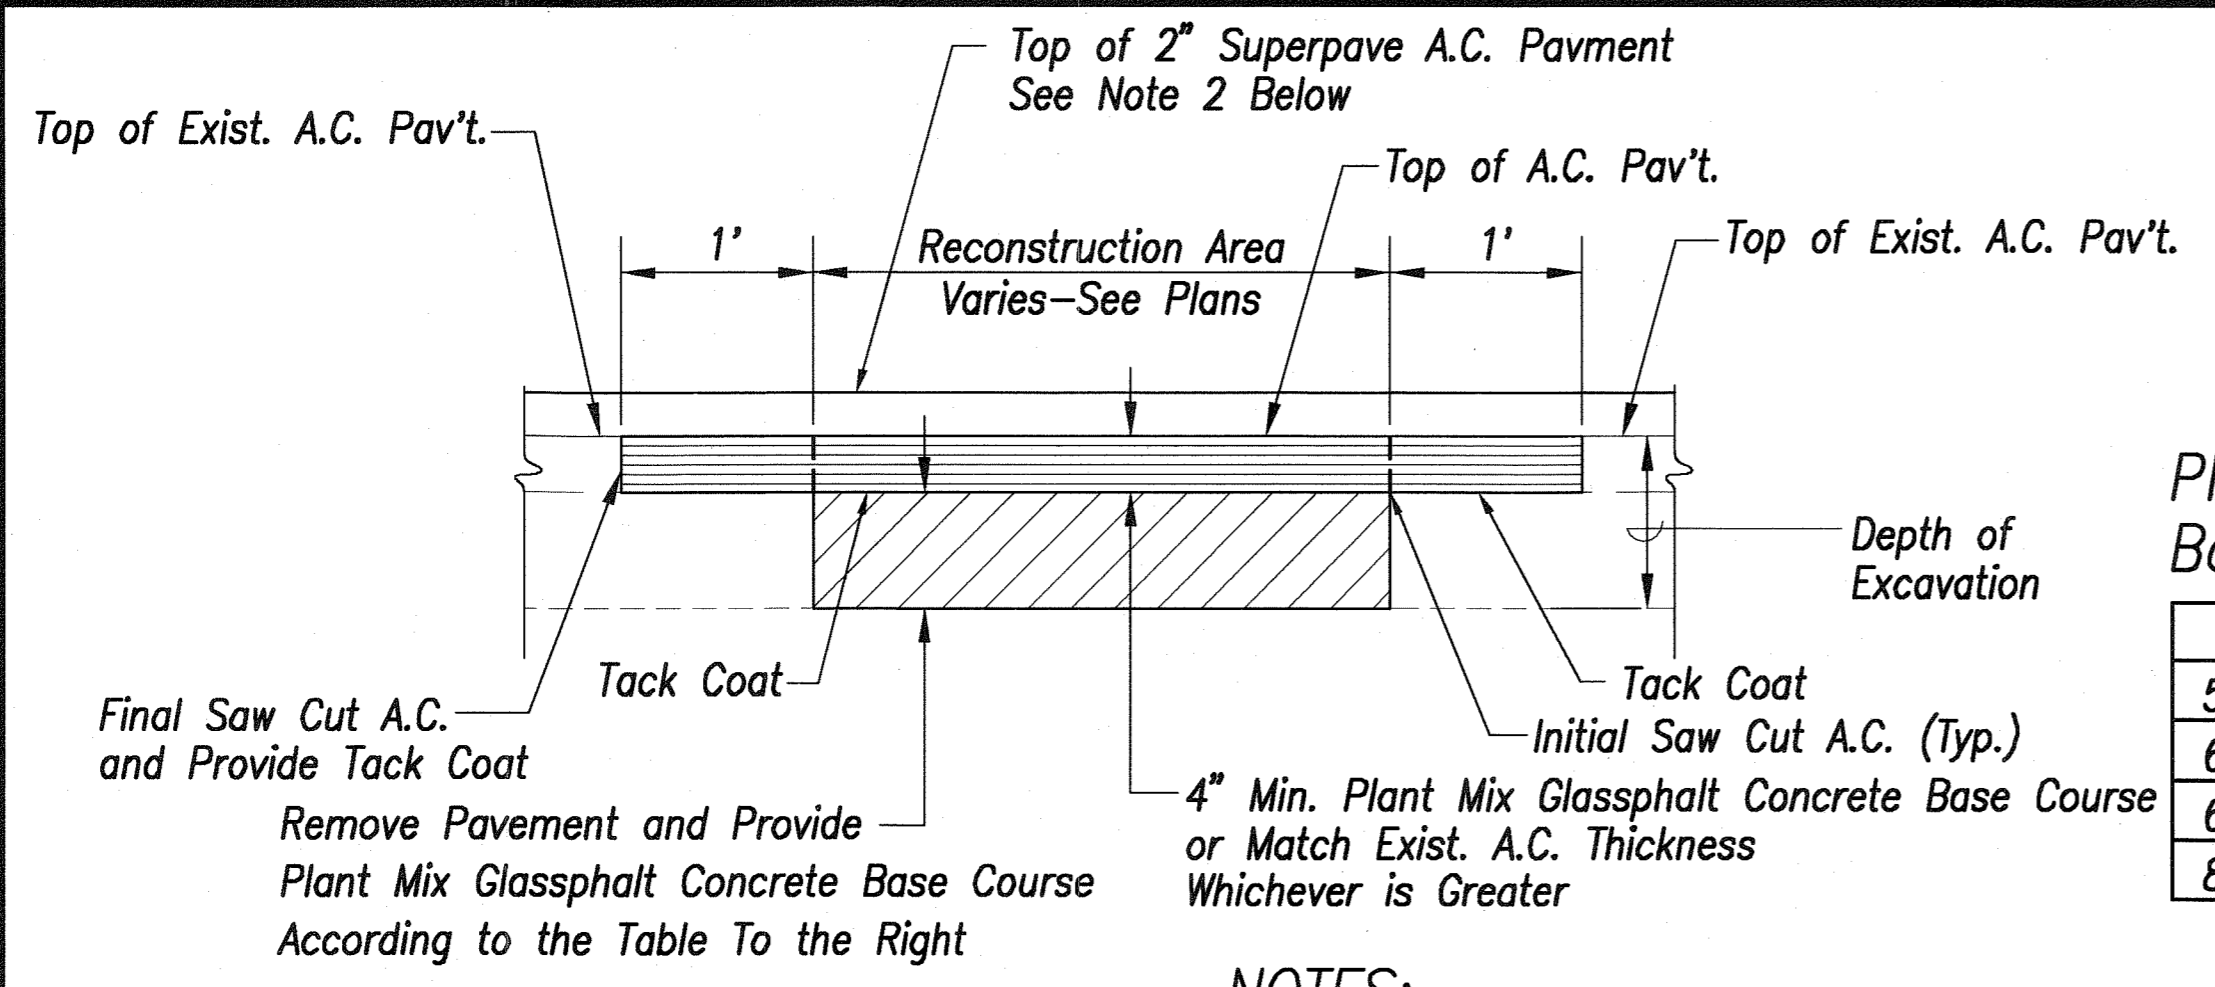 Top of 2" Superpave A.C. Pavment
See Note 2 Below
Top of Exist. A.C. Pav't.
Top of A.C. Pav't.
Top of Exist. A.C. Pav't.
1'
Reconstruction Area
Varies-See Plans
1'
Depth of
Excavation
Tack Coat
Tack Coat
Final Saw Cut A.C.
and Provide Tack Coat
Initial Saw Cut A.C. (Typ.)
Remove Pavement and Provide
Plant Mix Glassphalt Concrete Base Course
According to the Table To the Right
4" Min. Plant Mix Glassphalt Concrete Base Course
or Match Exist. A.C. Thickness
Whichever is Greater
NOTES: